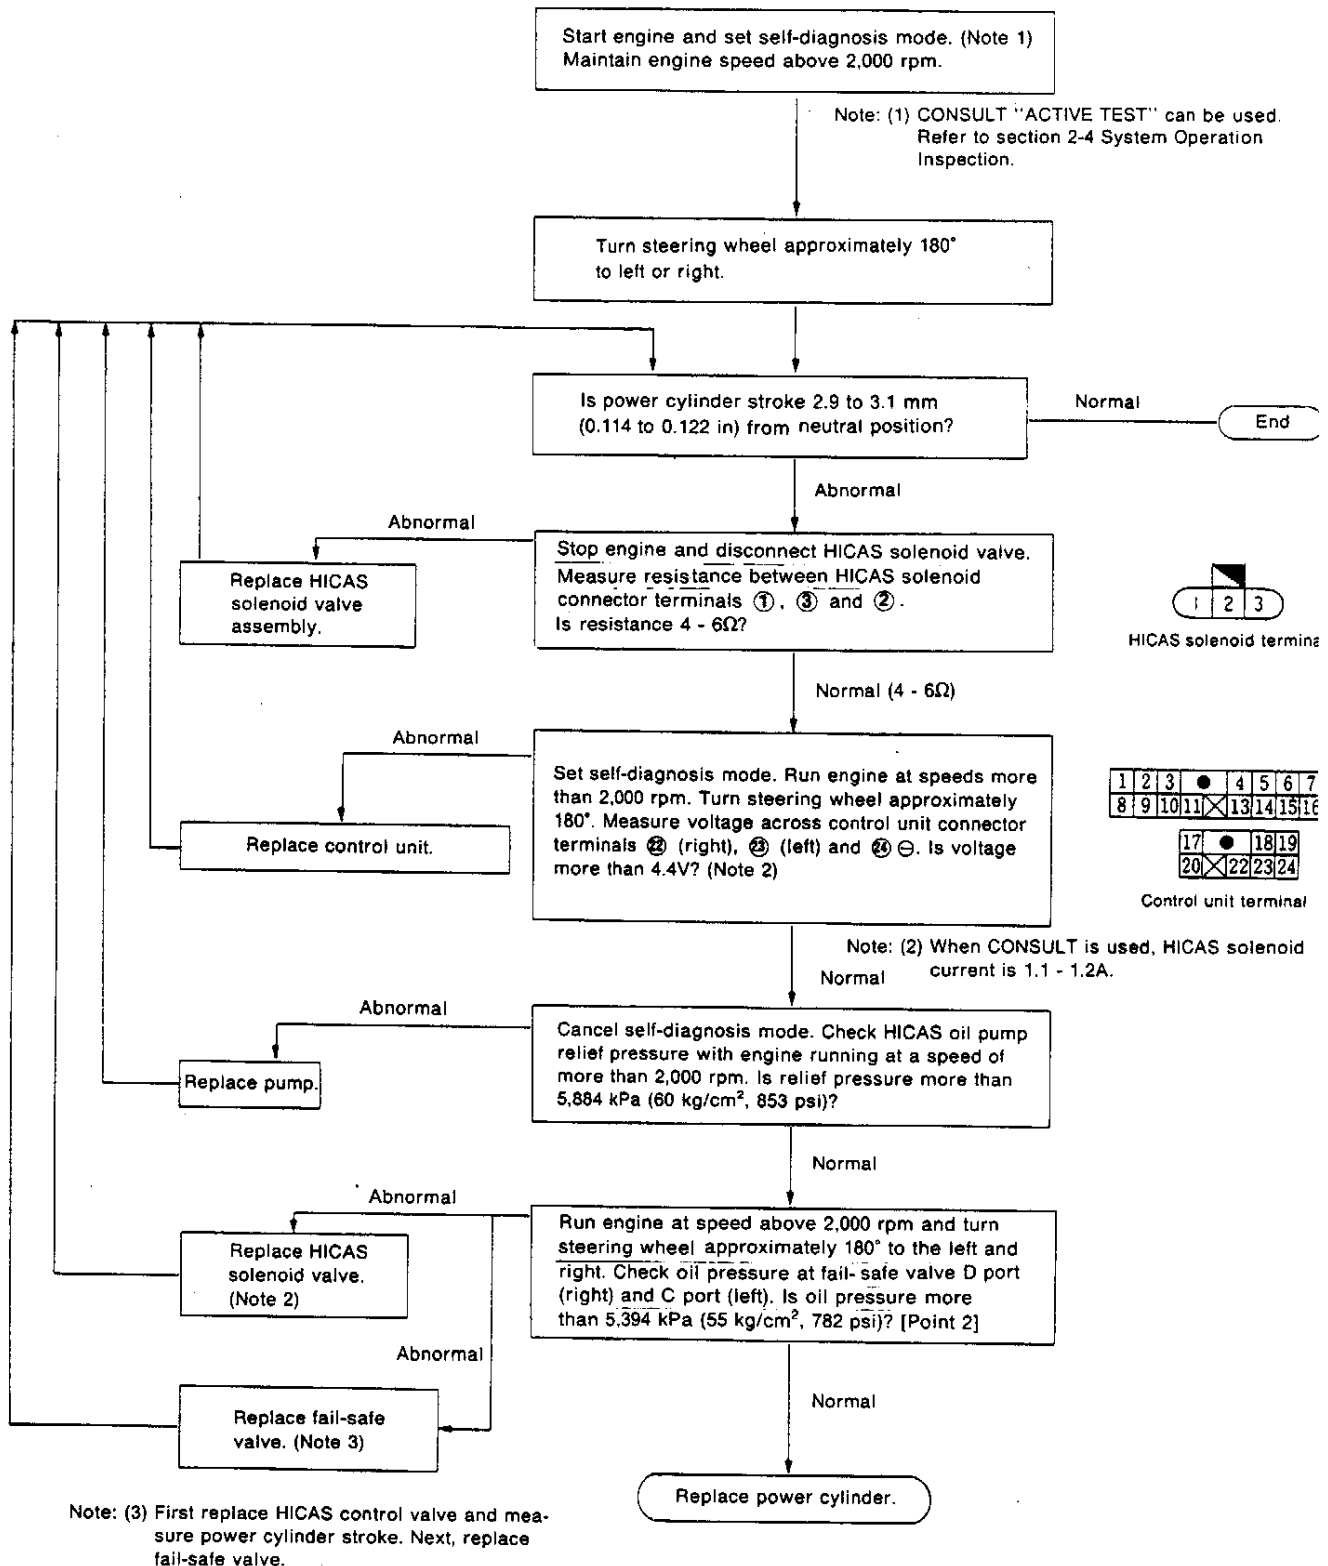 Start engine and set self-diagnosis mode. (Note 1)
Maintain engine speed above 2,000 rpm.
Note: (1) CONSULT "ACTIVE TEST" can be used.
Refer to section 2-4 System Operation
Inspection.
Turn steering wheel approximately 180°
to left or right.
Is power cylinder stroke 2.9 to 3.1 mm
(0.114 to 0.122 in) from neutral position?
Normal
End
Abnormal
Abnormal
Stop engine and disconnect HICAS solenoid valve.
Measure resistance between HICAS solenoid
connector terminals ①, ③ and ②.
Is resistance 4 - 6Ω?
Replace HICAS
solenoid valve
assembly.
1 2 3
HICAS solenoid termina
Normal (4 - 6Ω)
Abnormal
Set self-diagnosis mode. Run engine at speeds more
than 2,000 rpm. Turn steering wheel approximately
180°. Measure voltage across control unit connector
terminals ㉒ (right), ㉓ (left) and ㉔ ⊖. Is voltage
more than 4.4V? (Note 2)
Replace control unit.
1 2 3 ● 4 5 6 7
8 9 10 11 13 14 15 16
17 ● 18 19
20 22 23 24
Control unit terminal
Note: (2) When CONSULT is used, HICAS solenoid
current is 1.1 - 1.2A.
Normal
Abnormal
Cancel self-diagnosis mode. Check HICAS oil pump
relief pressure with engine running at a speed of
more than 2,000 rpm. Is relief pressure more than
5,884 kPa (60 kg/cm², 853 psi)?
Replace pump.
Normal
Abnormal
Run engine at speed above 2,000 rpm and turn
steering wheel approximately 180° to the left and
right. Check oil pressure at fail-safe valve D port
(right) and C port (left). Is oil pressure more
than 5,394 kPa (55 kg/cm², 782 psi)? [Point 2]
Replace HICAS
solenoid valve.
(Note 2)
Abnormal
Replace fail-safe
valve. (Note 3)
Normal
Replace power cylinder.
Note: (3) First replace HICAS control valve and mea-
sure power cylinder stroke. Next, replace
fail-safe valve.